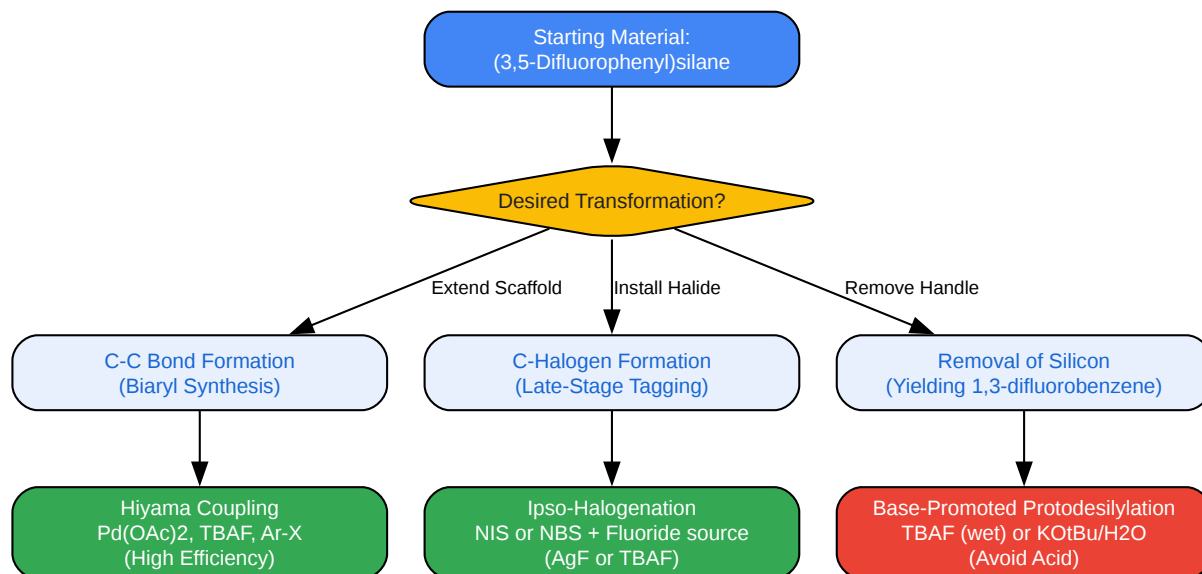 Starting Material:
(3,5-Difluorophenyl)silane
Desired Transformation?
Extend Scaffold
Install Halide
Remove Handle
C-C Bond Formation
(Biaryl Synthesis)
C-Halogen Formation
(Late-Stage Tagging)
Removal of Silicon
(Yielding 1,3-difluorobenzene)
Hiyama Coupling
Pd(OAc)2, TBAF, Ar-X
(High Efficiency)
Ipso-Halogenation
NIS or NBS + Fluoride source
(AgF or TBAF)
Base-Promoted Protodesilylation
TBAF (wet) or KOtBu/H2O
(Avoid Acid)